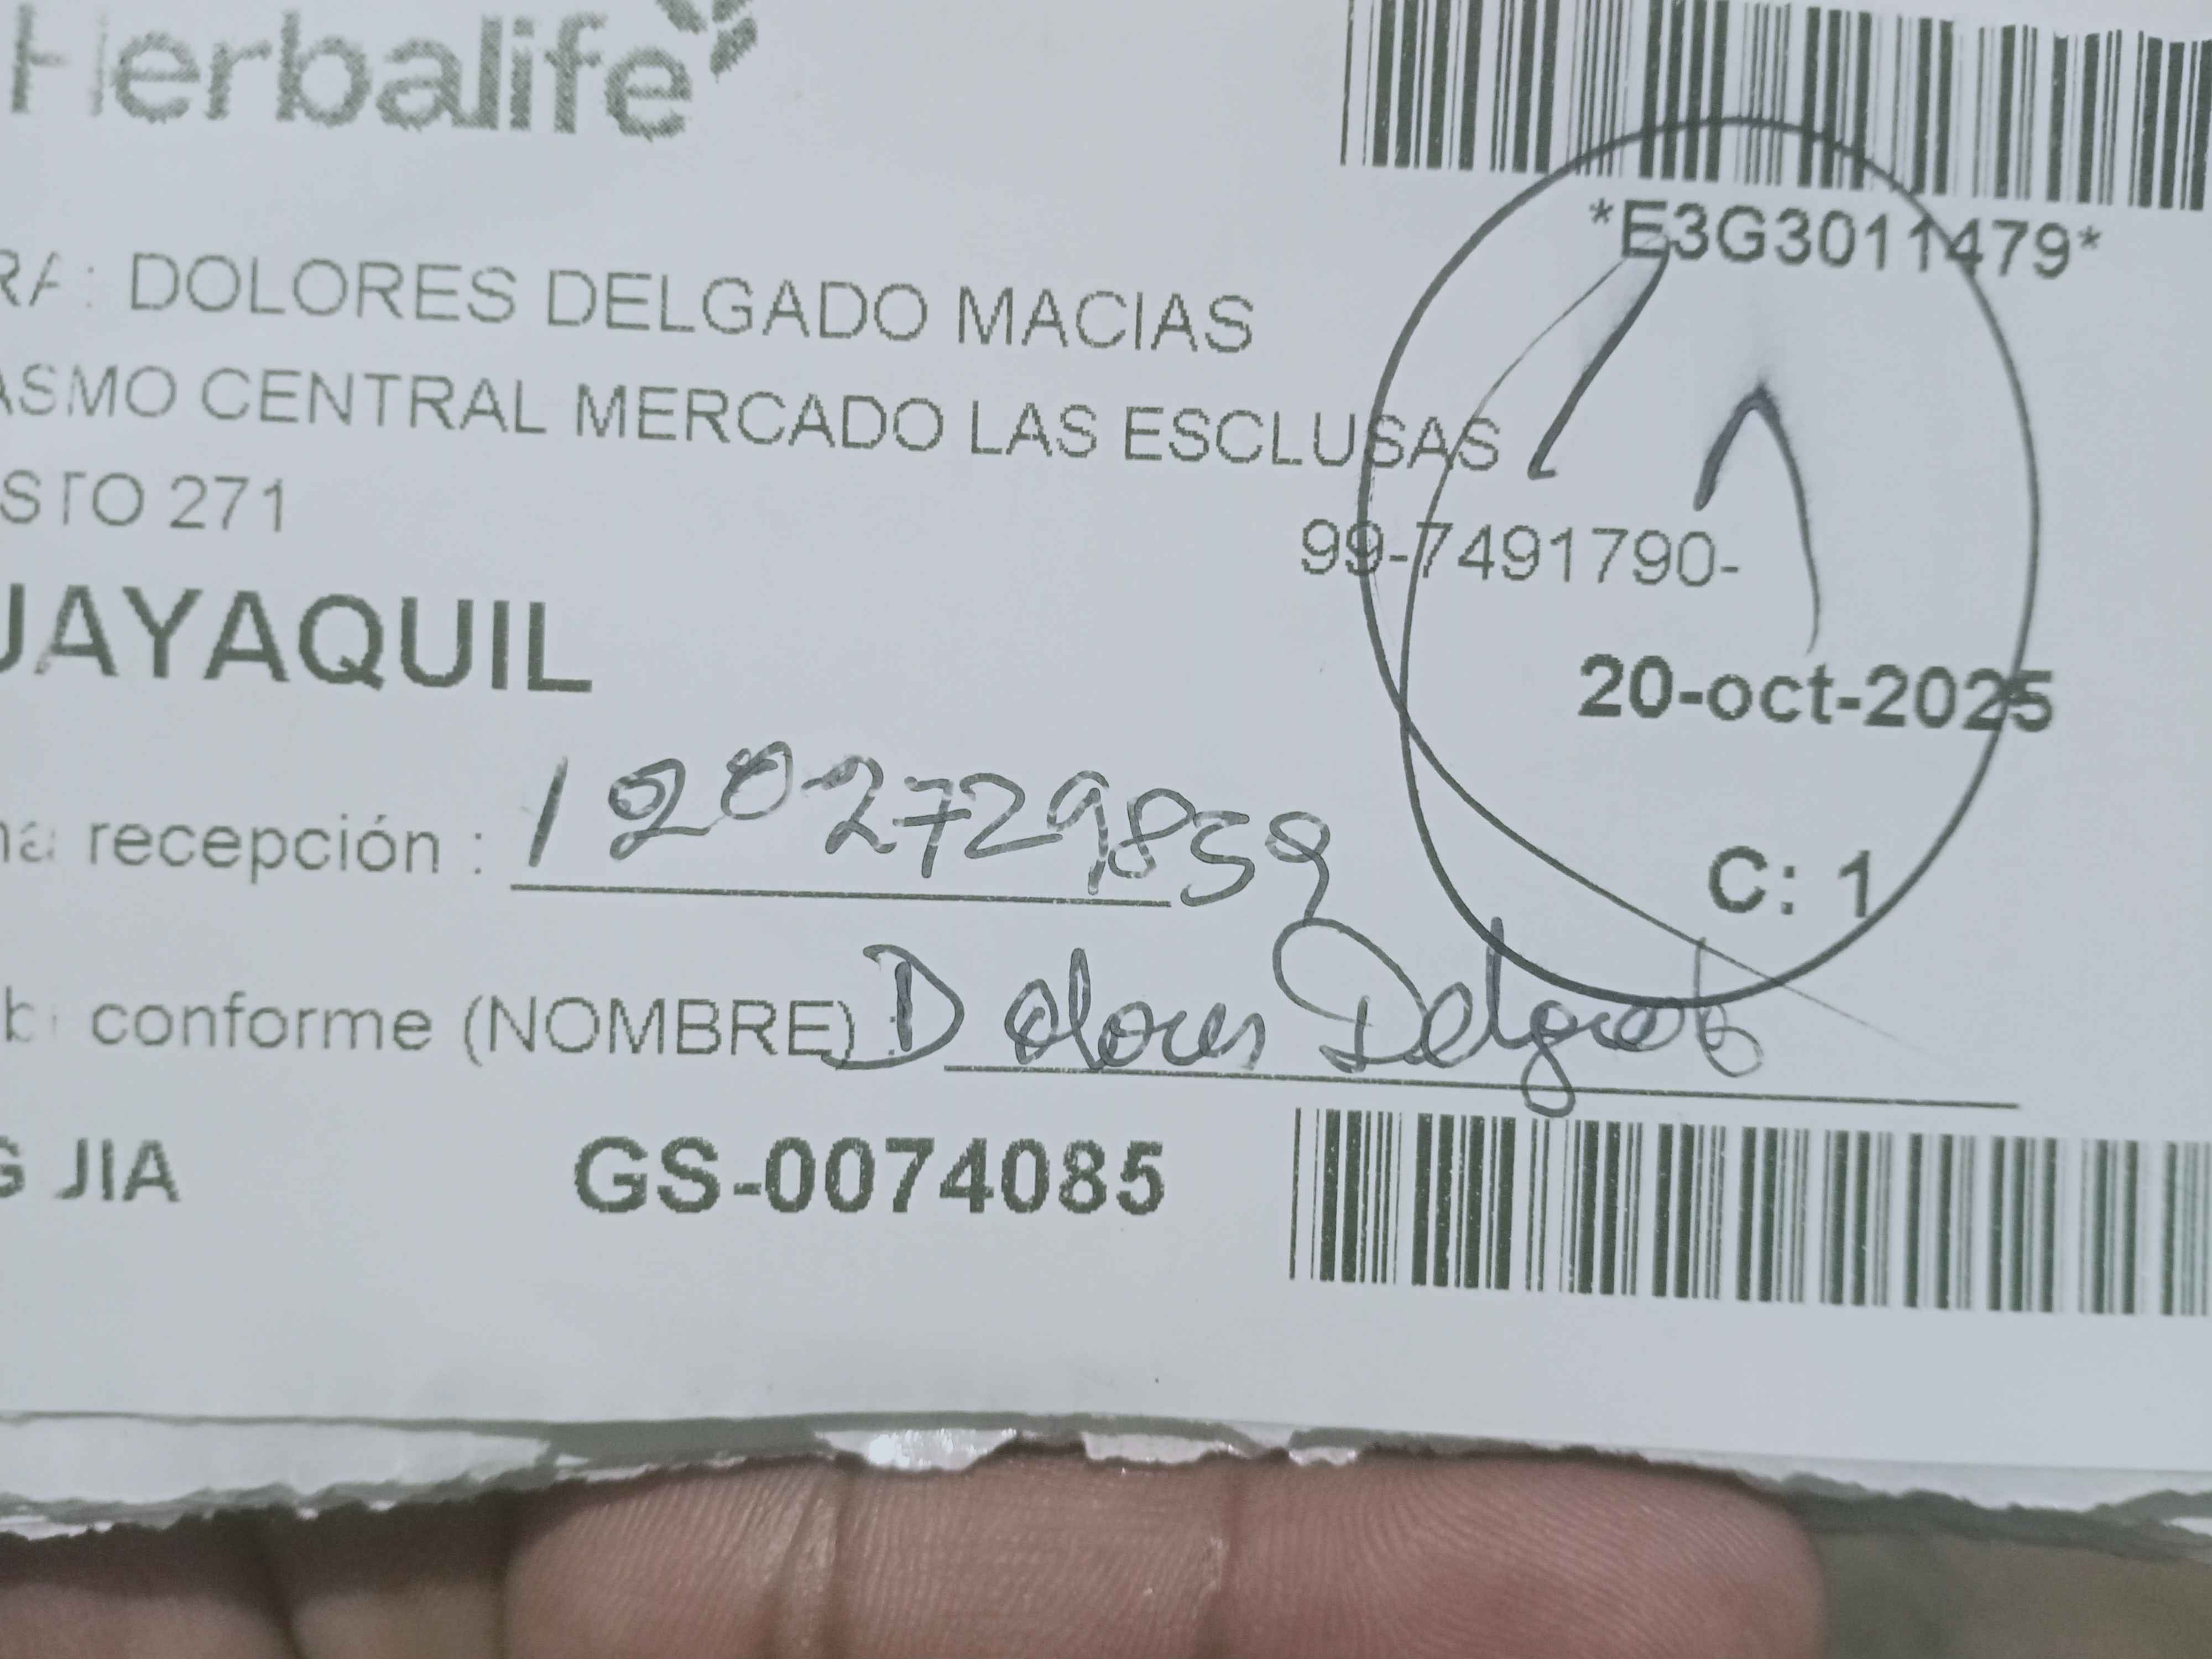 Herbalife
*E3G3011479*
RA: DOLORES DELGADO MACIAS
ASMO CENTRAL MERCADO LAS ESCLUSAS
STO 271
99-7491790-
UAYAQUIL
20-oct-2025
recepción : 1202729859
C: 1
conforme (NOMBRE) : Dolores Delgado
G JIA GS-0074085